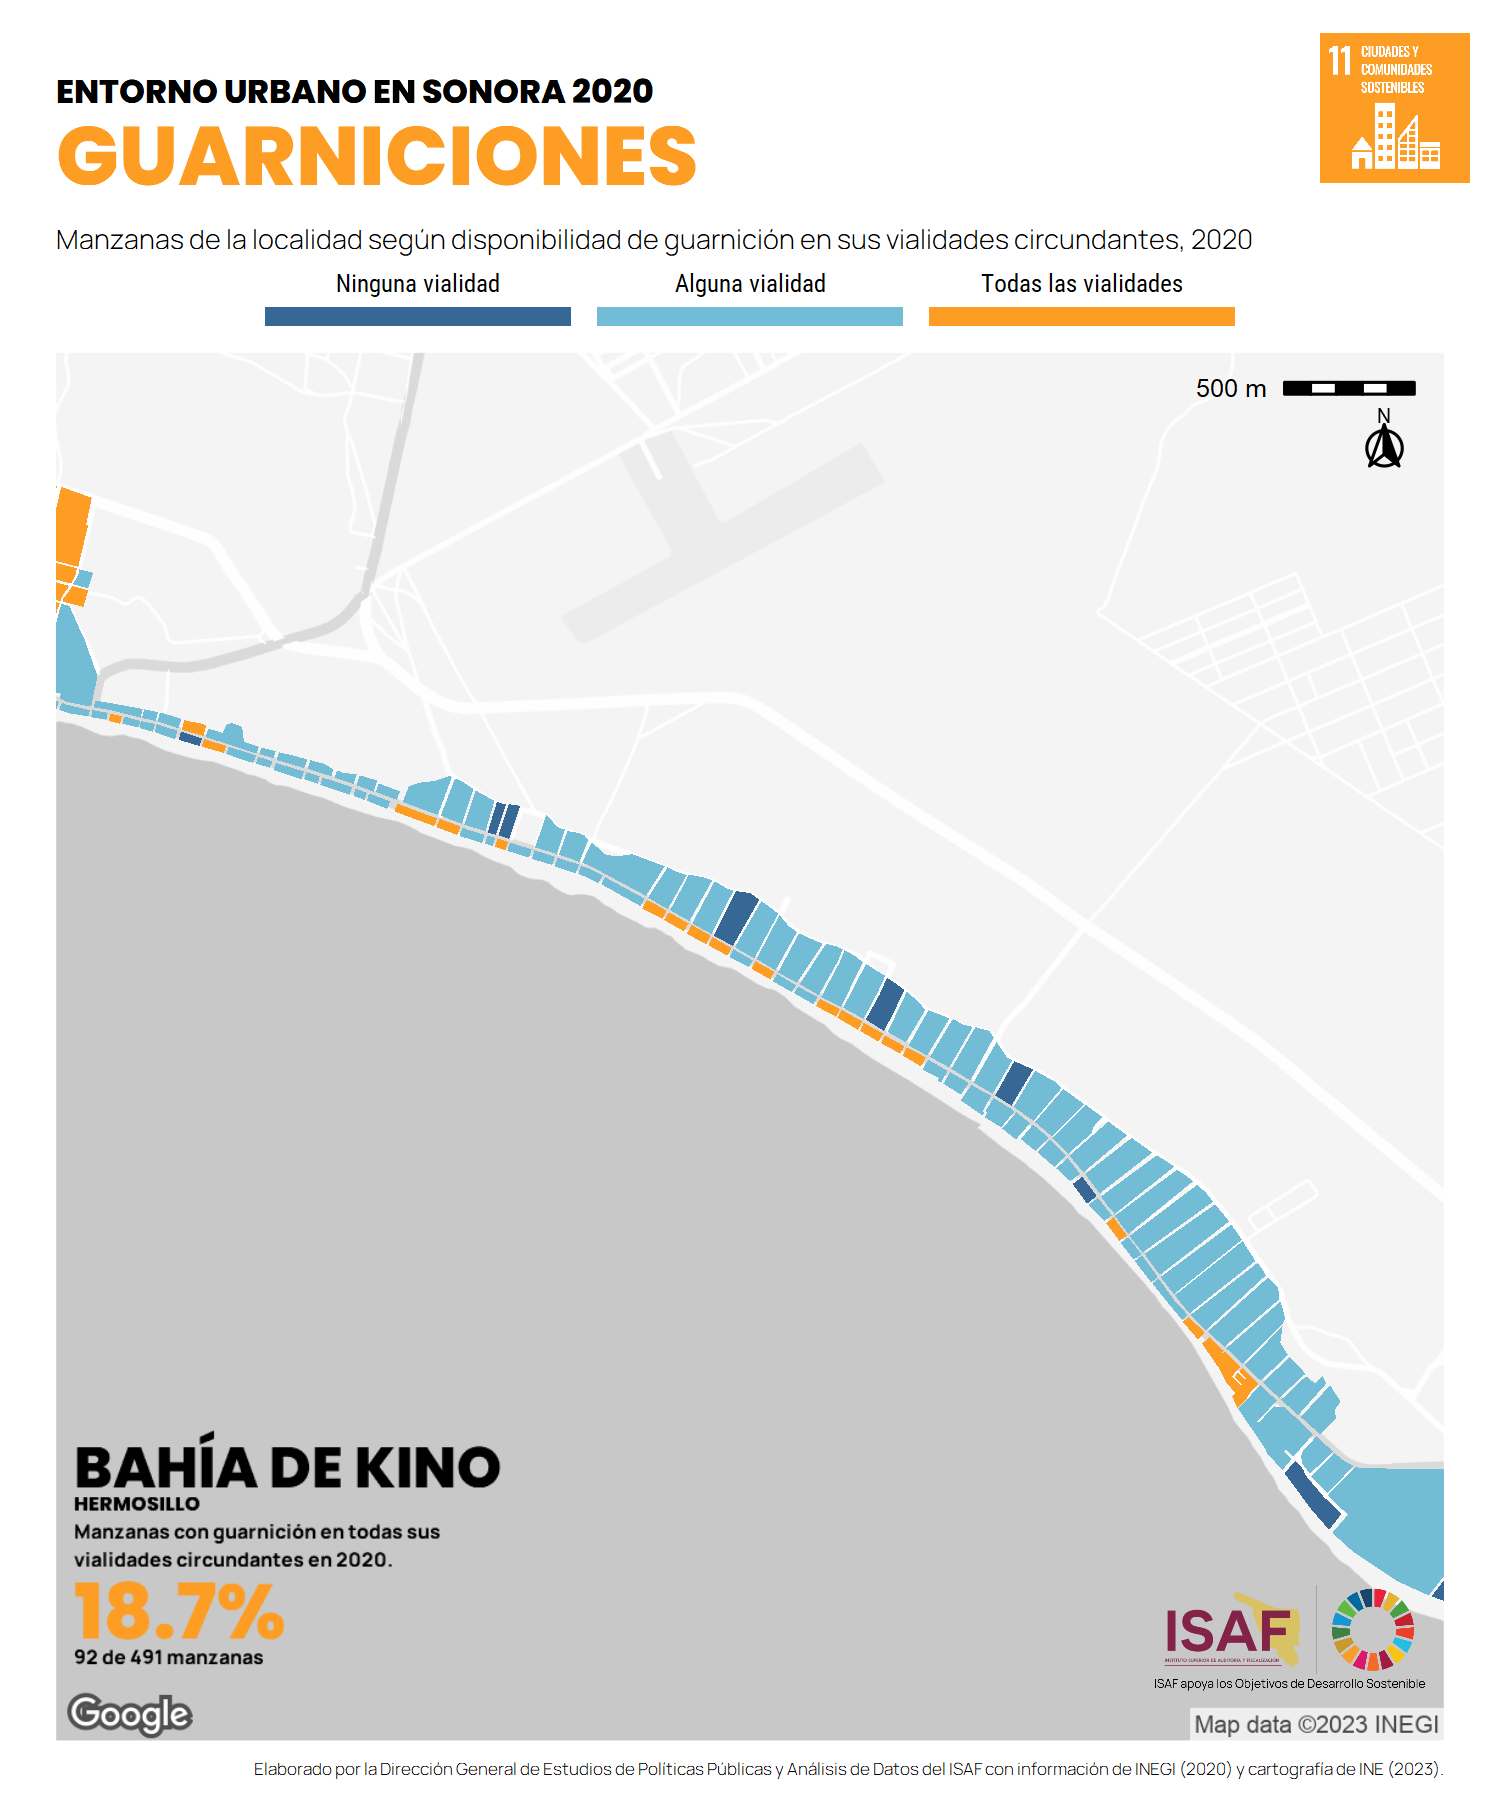 11 CIUDADES Y
COMUNIDADES
SOSTENIBLES
ENTORNO URBANO EN SONORA 2020
GUARNICIONES
Manzanas de la localidad según disponibilidad de guarnición en sus vialidades circundantes, 2020
Ninguna vialidad
Alguna vialidad
Todas las vialidades
500 m
N
BAHÍA DE KINO
HERMOSILLO
Manzanas con guarnición en todas sus
vialidades circundantes en 2020.
18.7%
92 de 491 manzanas
ISAF
INSTITUTO SUPERIOR DE AUDITORÍA Y FISCALIZACIÓN
ISAF apoya los Objetivos de Desarrollo Sostenible
Google
Map data ©2023 INEGI
Elaborado por la Dirección General de Estudios de Políticas Públicas y Análisis de Datos del ISAF con información de INEGI (2020) y cartografía de INE (2023).